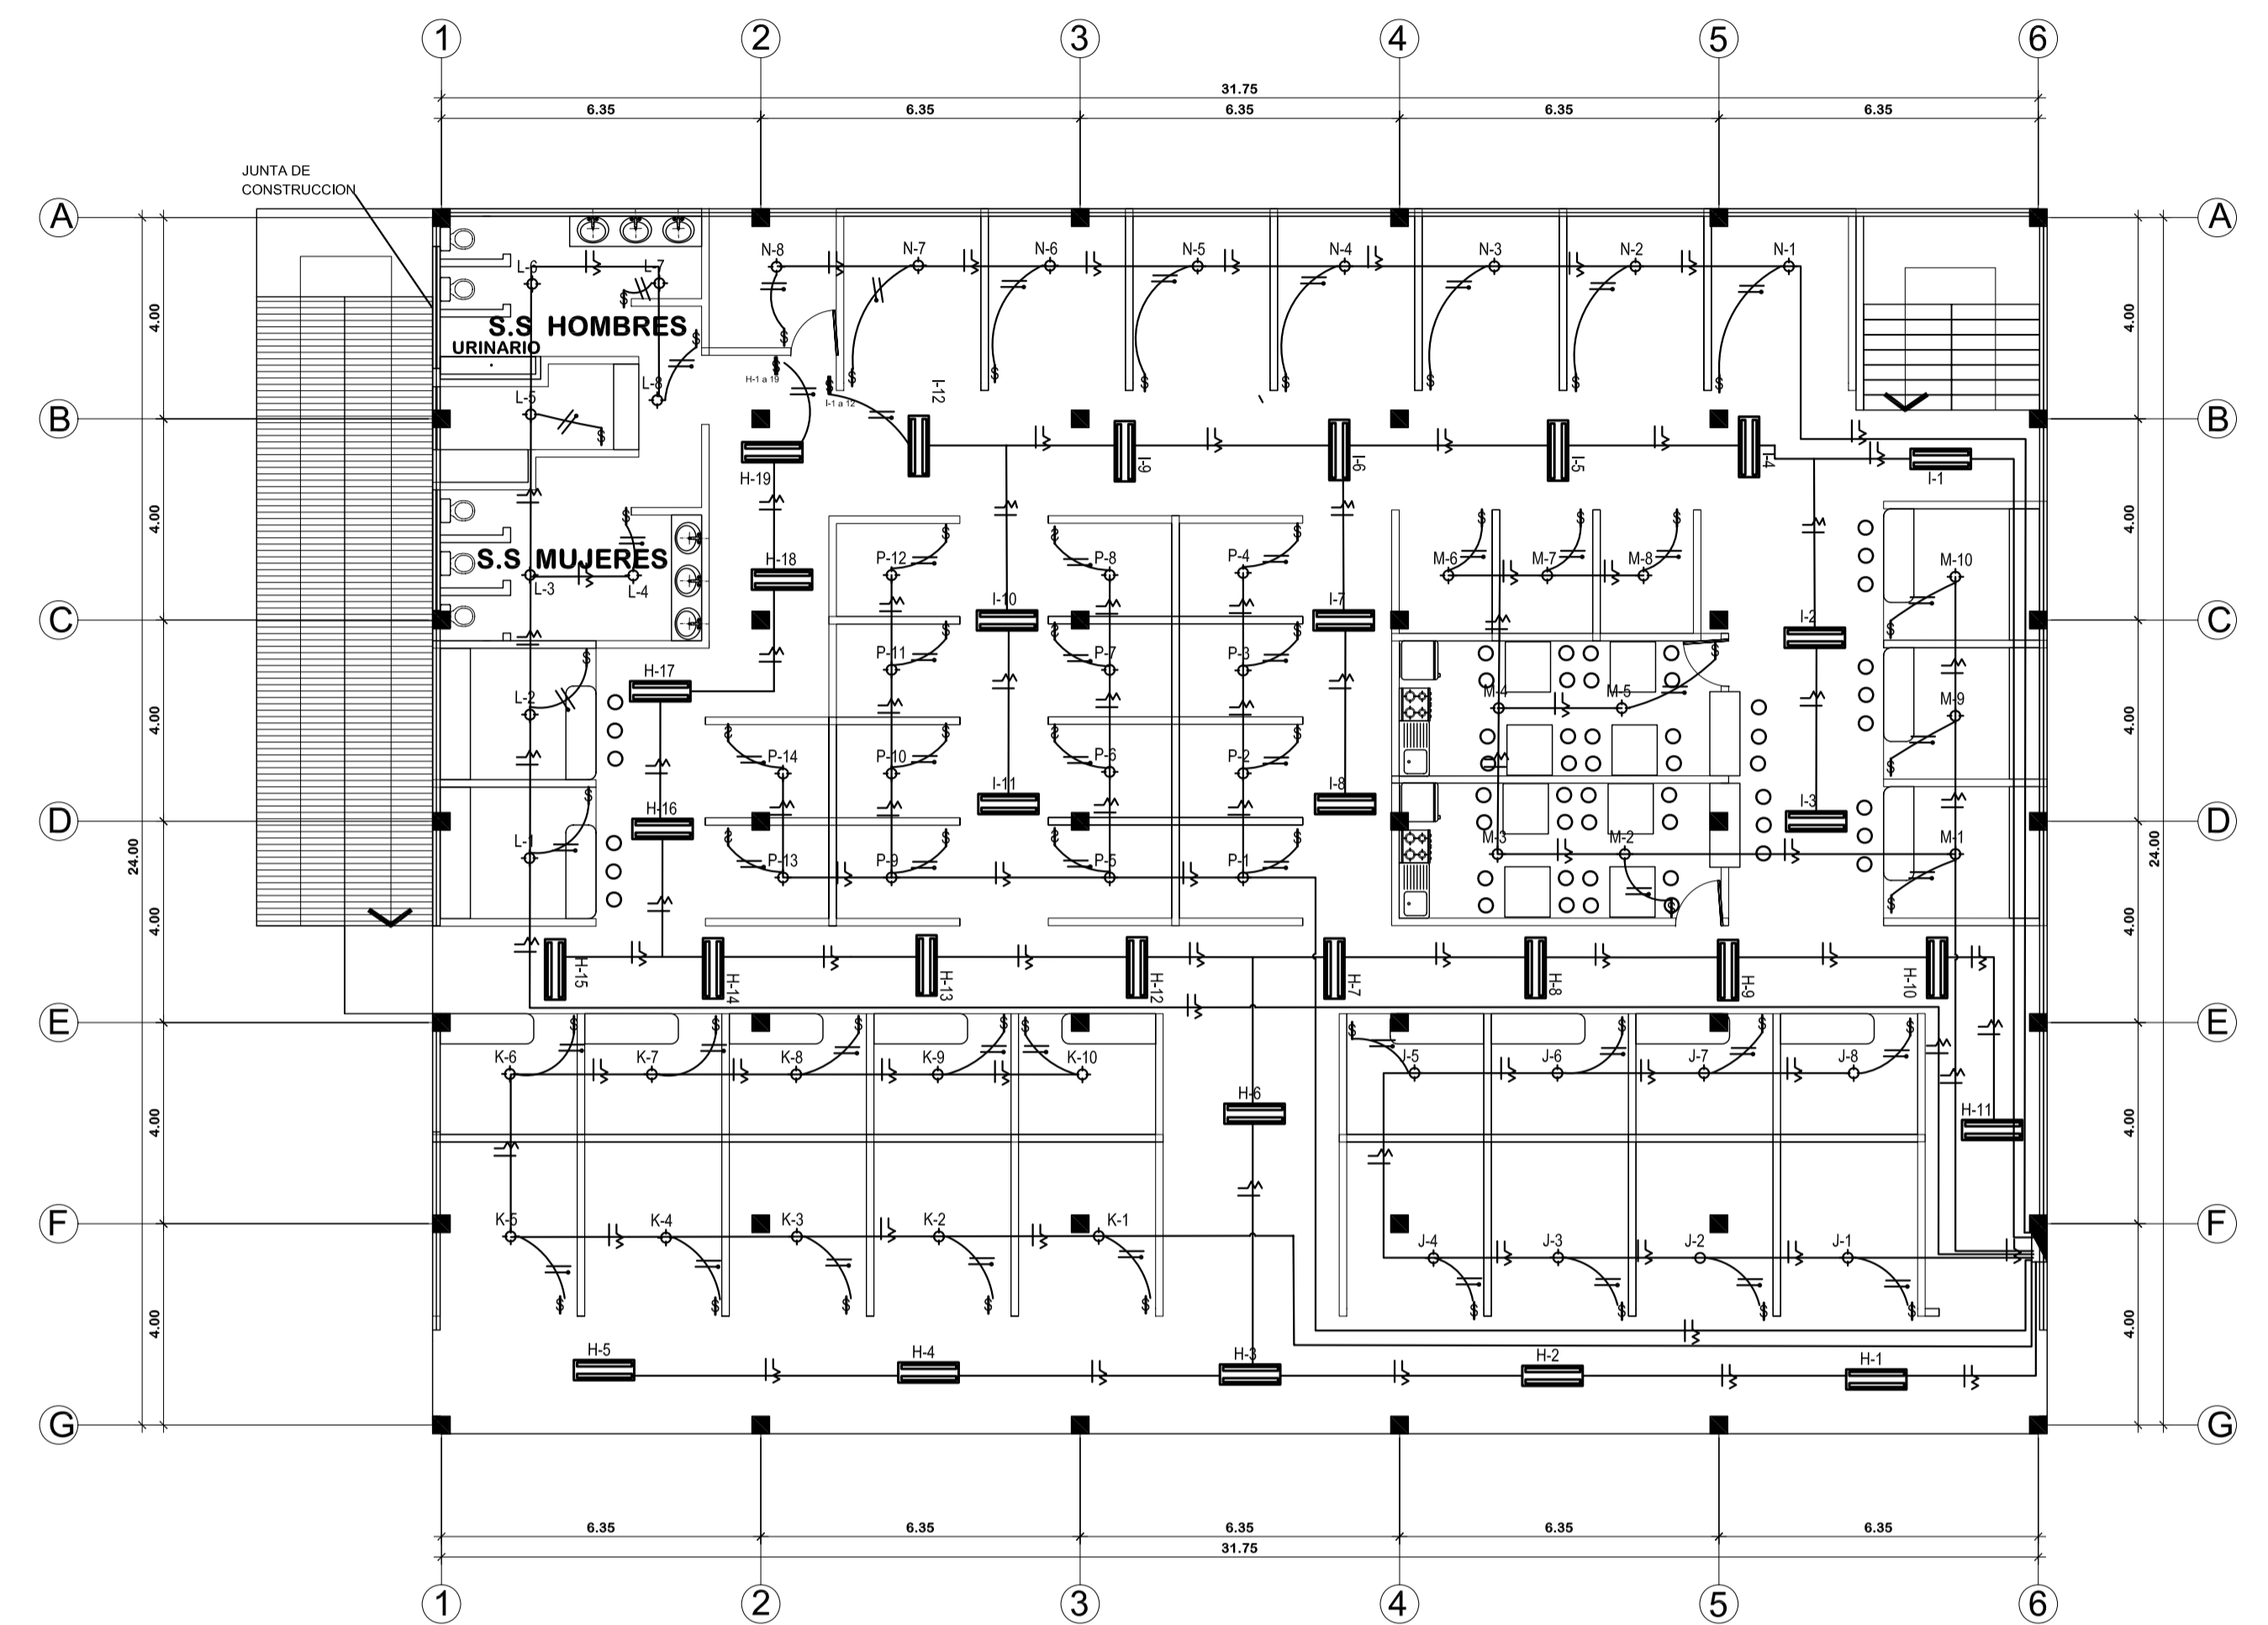 1 2 3 4 5 6
31.75
6.35 6.35 6.35 6.35 6.35
JUNTA DE
CONSTRUCCION
A A
N-8 N-7 N-6 N-5 N-4 N-3 N-2 N-1
L-6 L-7
4.00 4.00
S.S HOMBRES
URINARIO
H-1 a 19
L-8 I-1 a 12 I-12
L-5
B B
I-9 I-6 I-5 I-4
H-19 I-1
4.00 4.00
P-12 P-8 P-4 M-6 M-7 M-8 M-10
S.S MUJERES H-18
L-3 L-4
I-10 I-7
C C
I-2
P-11 P-7 P-3
H-17
L-2 M-4 M-5 M-9
4.00 4.00
P-14 P-10 P-6 P-2
I-11 I-8 I-3
H-16
D D
L-1 M-3 M-2 M-1
24.00 24.00
P-13 P-9 P-5 P-1
4.00 4.00
H-15 H-14 H-13 H-12 H-7 H-8 H-9 H-10
E E
K-6 K-7 K-8 K-9 K-10 J-5 J-6 J-7 J-8
H-6
H-11
4.00 4.00
F F
K-5 K-4 K-3 K-2 K-1
J-4 J-3 J-2 J-1
4.00 4.00
H-5 H-4 H-3 H-2 H-1
G G
6.35 6.35 6.35 6.35 6.35
31.75
1 2 3 4 5 6